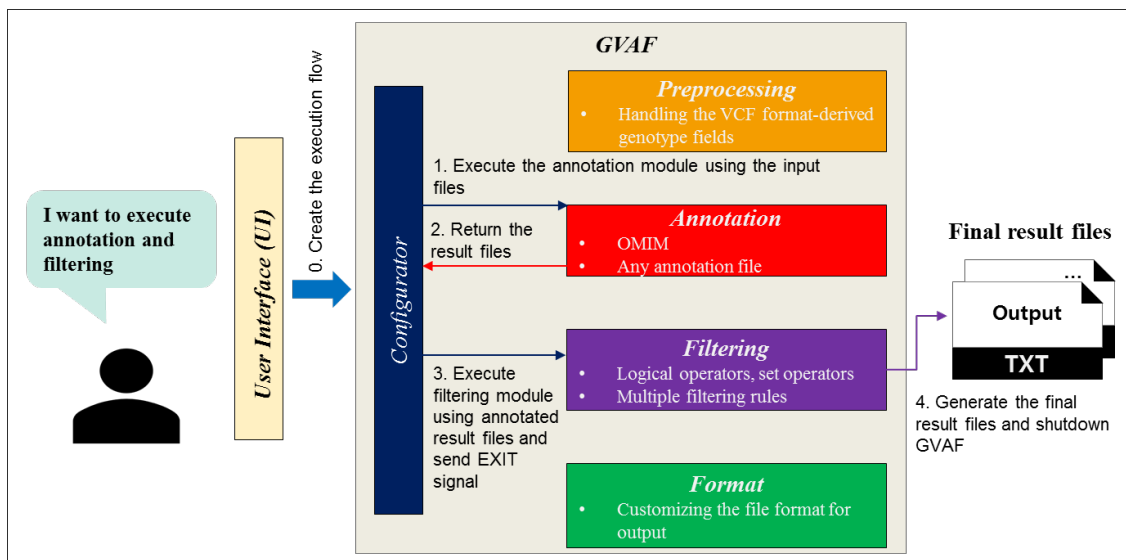 GVAF
Preprocessing
• Handling the VCF format-derived
genotype fields
0. Create the execution flow
1. Execute the annotation module using the input
files
I want to execute
annotation and
filtering
User Interface (UI)
Configurator
2. Return the
result files
Annotation
• OMIM
• Any annotation file
Final result files
...
Output
TXT
Filtering
• Logical operators, set operators
• Multiple filtering rules
3. Execute
filtering module
using annotated
result files and
send EXIT
signal
4. Generate the final
result files and shutdown
GVAF
Format
• Customizing the file format for
output